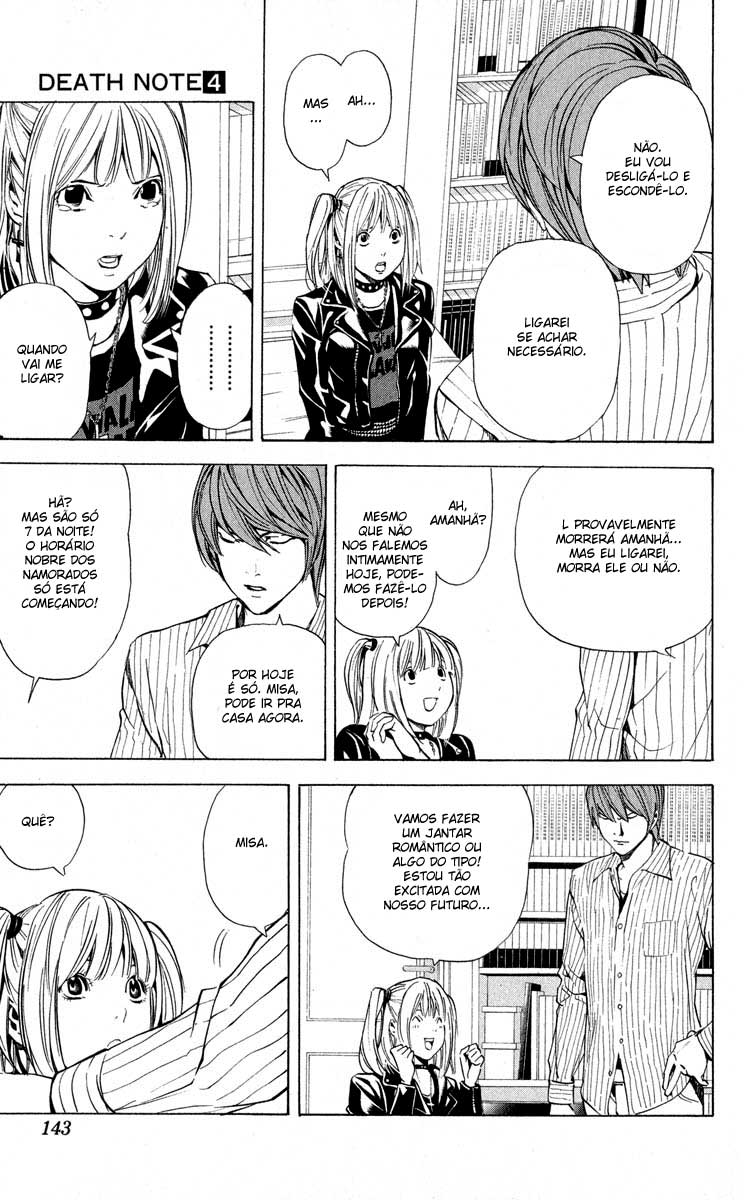 DEATH NOTE 4
NÃO.
EU VOU
DESLIGÁ-LO E
ESCONDÊ-LO.
LIGAREI
SE ACHAR
NECESSÁRIO.
AH...
MAS
...
.........
QUANDO
VAI ME
LIGAR?
L PROVAVELMENTE
MORRERÁ AMANHÃ...
MAS EU LIGAREI,
MORRA ELE OU NÃO.
AH,
AMANHÃ?
MESMO
QUE NÃO
NOS FALEMOS
INTIMAMENTE
HOJE, PODE-
MOS FAZÊ-LO
DEPOIS!
POR HOJE
É SÓ. MISA,
PODE IR PRA
CASA AGORA.
HÃ?
MAS SÃO SÓ
7 DA NOITE!
O HORÁRIO
NOBRE DOS
NAMORADOS
SÓ ESTÁ
COMEÇANDO!
VAMOS FAZER
UM JANTAR
ROMÂNTICO OU
ALGO DO TIPO!
ESTOU TÃO
EXCITADA COM
NOSSO FUTURO...
MISA.
QUÊ?
143